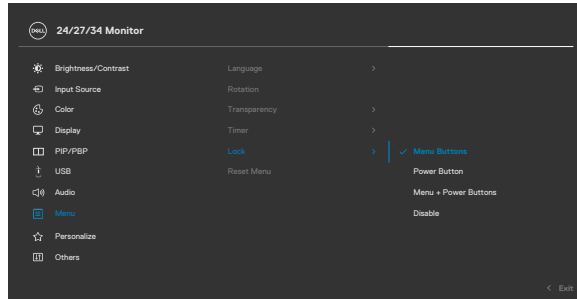 DELL 24/27/34 Monitor
Brightness/Contrast
Input Source
Color
Display
PIP/PBP
USB
Audio
Menu
Personalize
Others
Language
Rotation
Transparency
Timer
Lock
Reset Menu
Menu Buttons
Power Button
Menu + Power Buttons
Disable
Exit